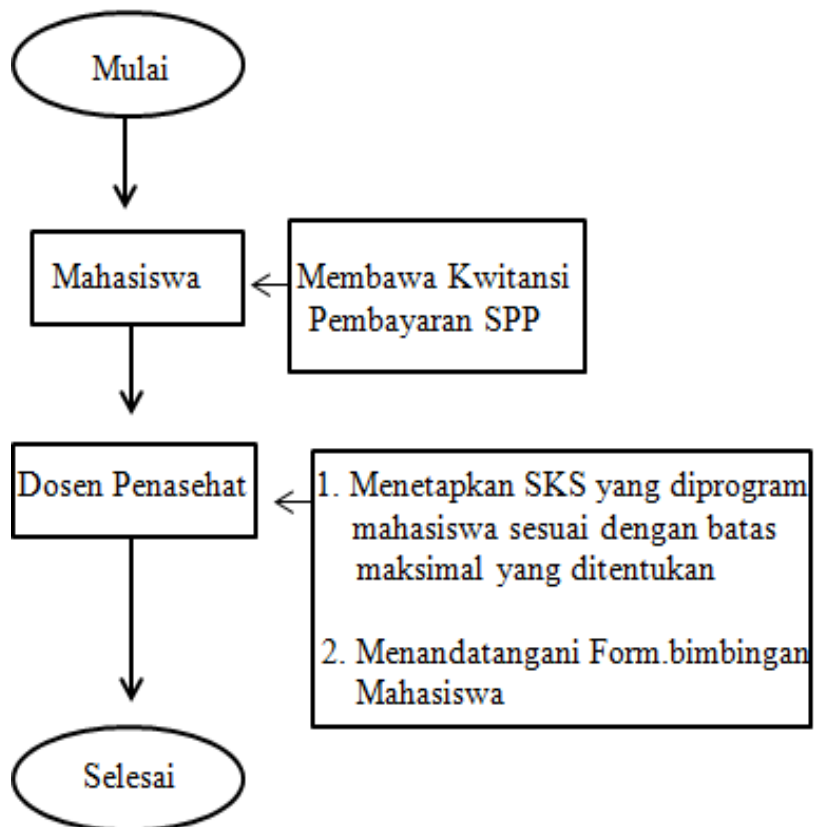 Mulai
Mahasiswa
Membawa Kwitansi
Pembayaran SPP
Dosen Penasehat
1. Menetapkan SKS yang diprogram
mahasiswa sesuai dengan batas
maksimal yang ditentukan
2. Menandatangani Form.bimbingan
Mahasiswa
Selesai